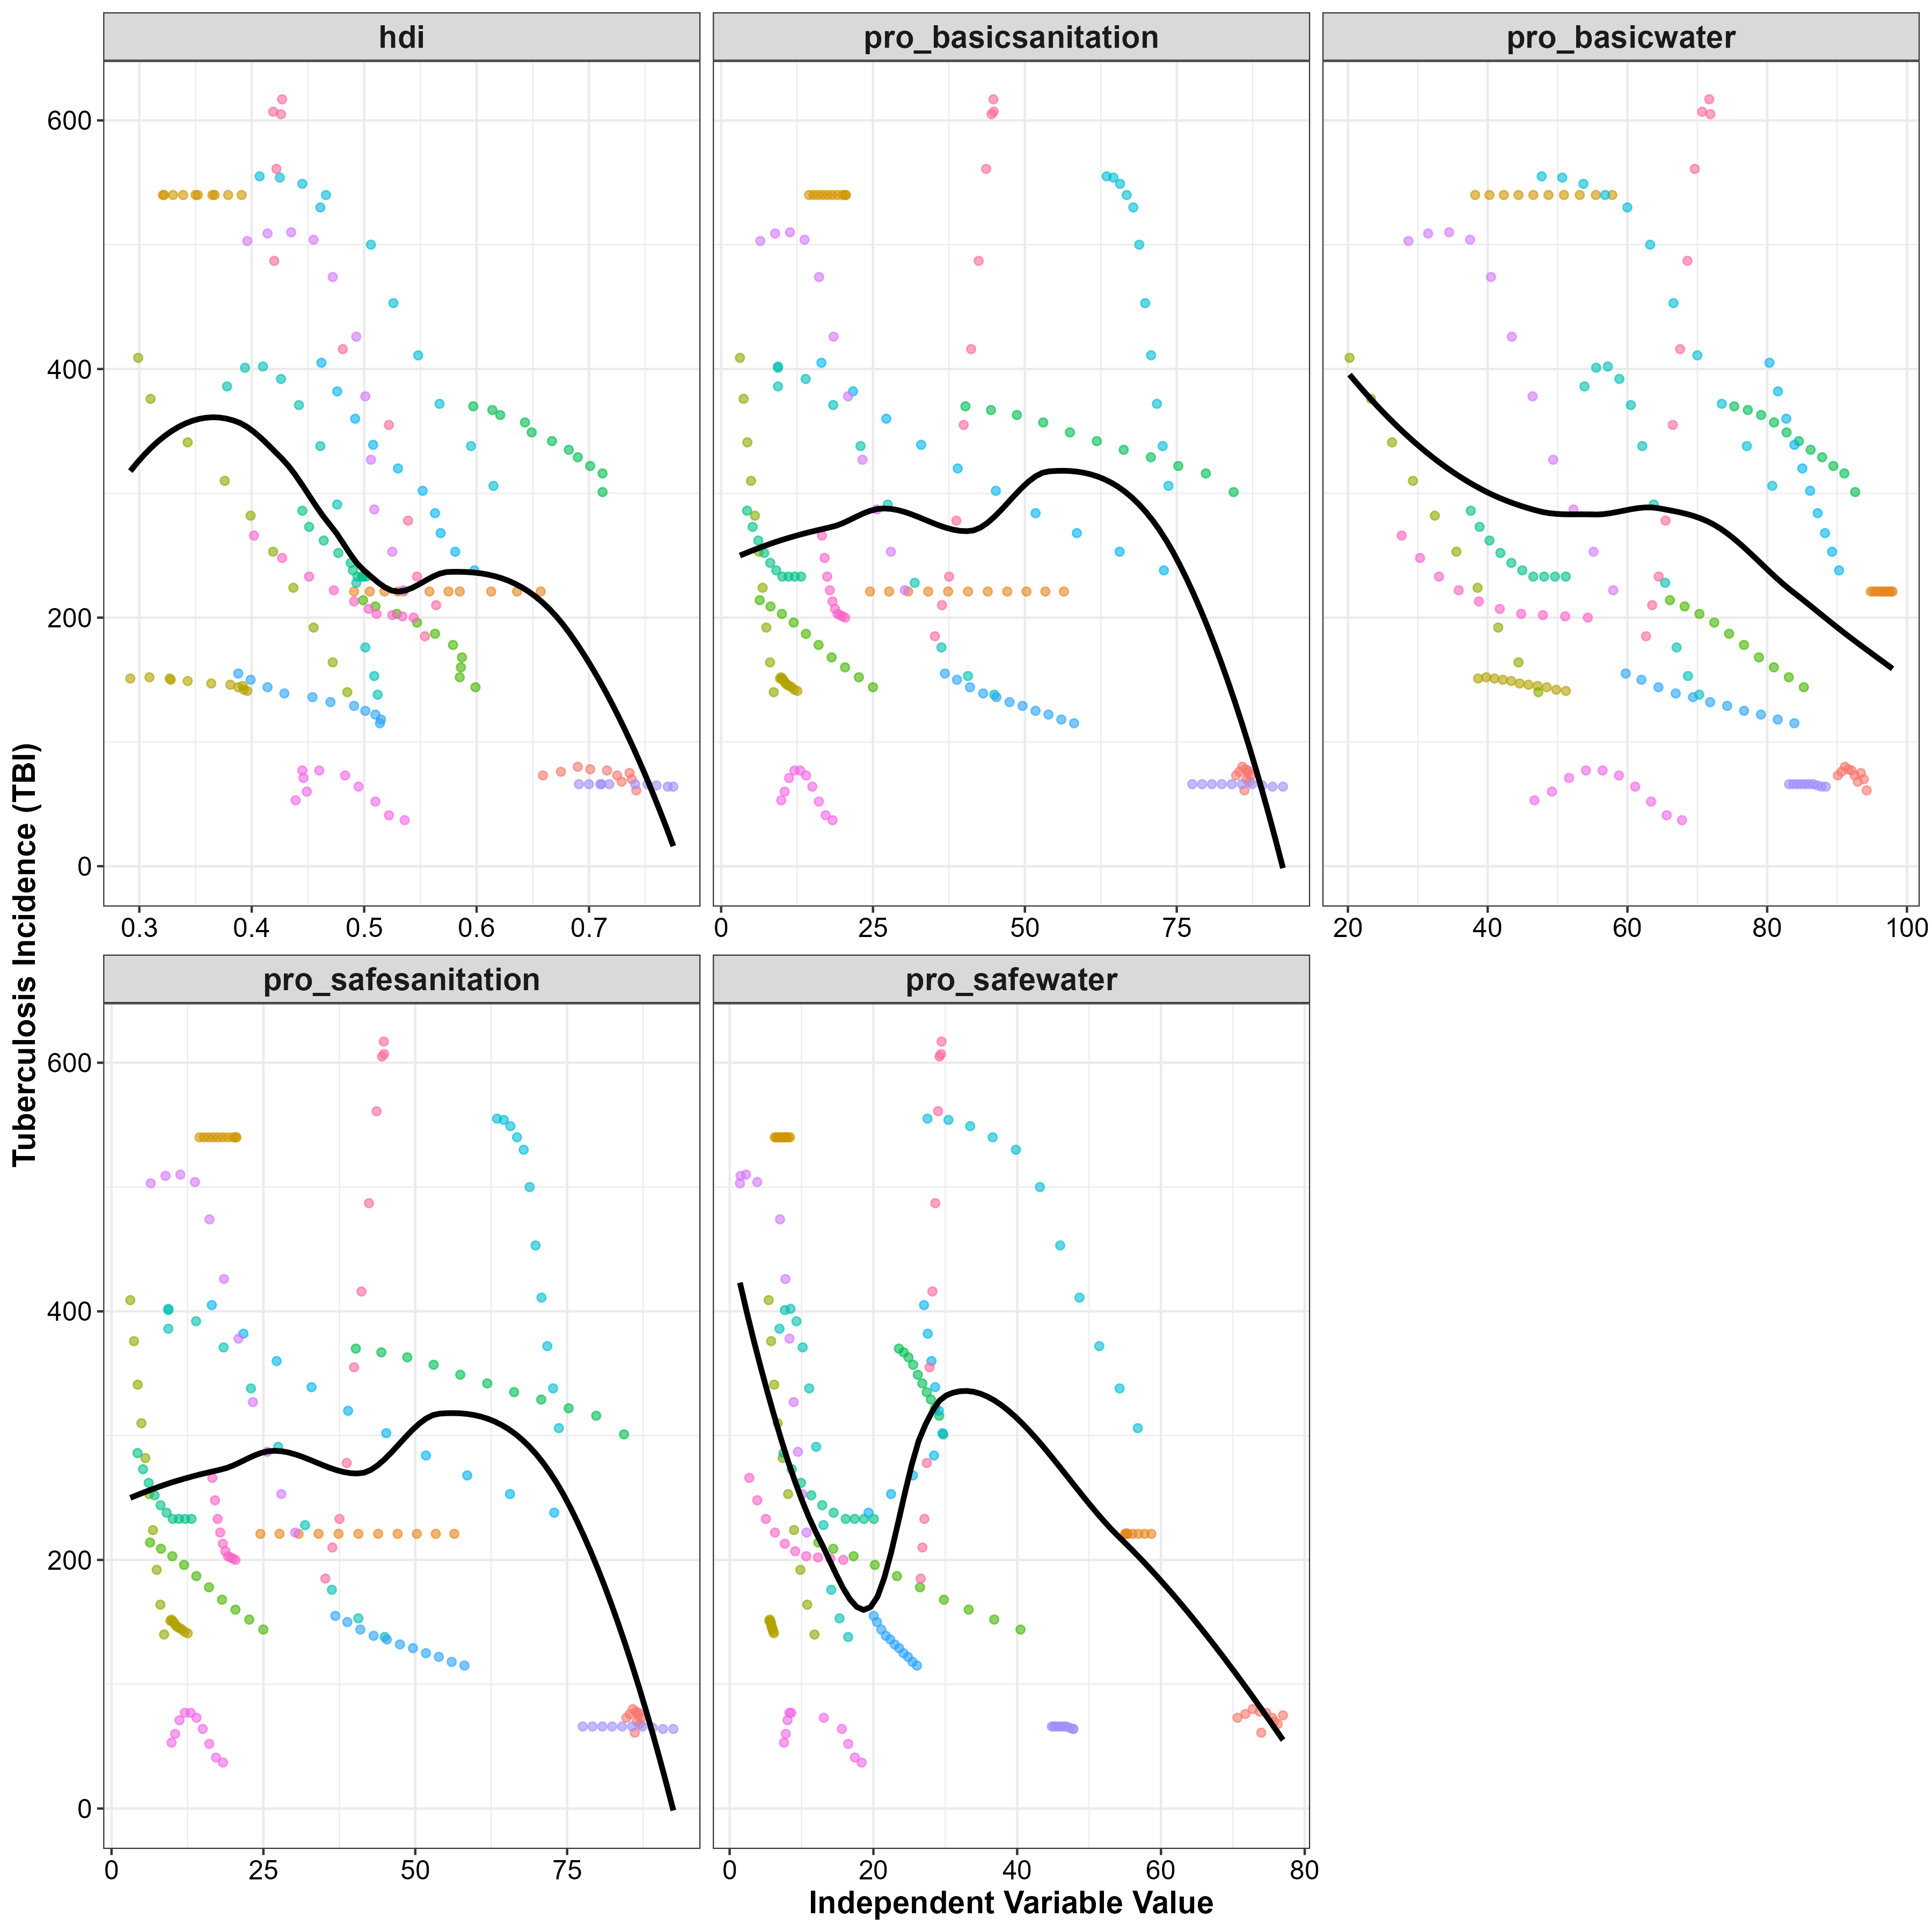 hdi
pro_basicsanitation
pro_basicwater
600
400
200
0
0.3 0.4 0.5 0.6 0.7
0 25 50 75
20 40 60 80 100
Tuberculosis Incidence (TBI)
pro_safesanitation
pro_safewater
600
400
200
0
0 25 50 75
0 20 40 60 80
Independent Variable Value